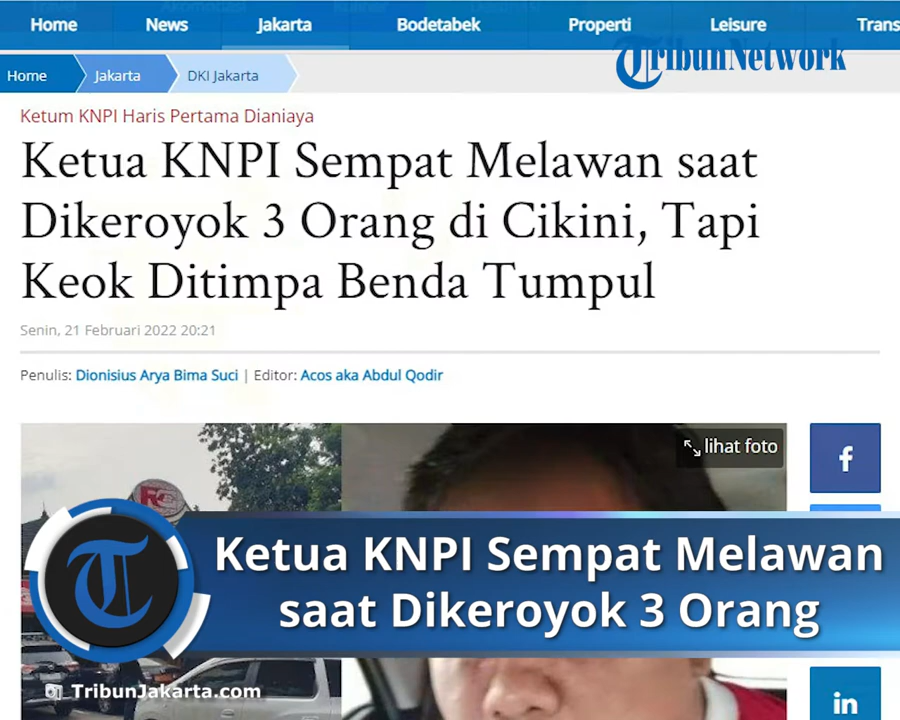 Home News Jakarta Bodetabek Properti Leisure Trans
TribunNetwork
Home Jakarta DKI Jakarta
Ketum KNPI Haris Pertama Dianiaya
Ketua KNPI Sempat Melawan saat
Dikeroyok 3 Orang di Cikini, Tapi
Keok Ditimpa Benda Tumpul
Senin, 21 Februari 2022 20:21
Penulis: Dionisius Arya Bima Suci | Editor: Acos aka Abdul Qodir
lihat foto
f
Ketua KNPI Sempat Melawan
saat Dikeroyok 3 Orang
T
TribunJakarta.com
in